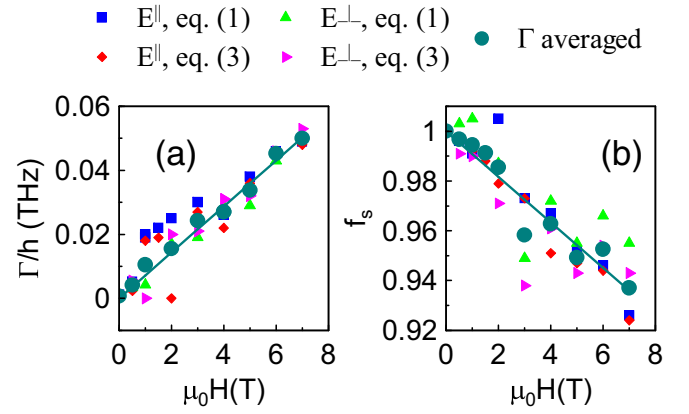 E||, eq. (1) E⊥, eq. (1) Γ averaged
E||, eq. (3) E⊥, eq. (3)
0.06
0.04
0.02
0
Γ/h (THz)
(a)
0 2 4 6 8
μ0H(T)
1
0.98
0.96
0.94
0.92
fs
(b)
0 2 4 6 8
μ0H(T)